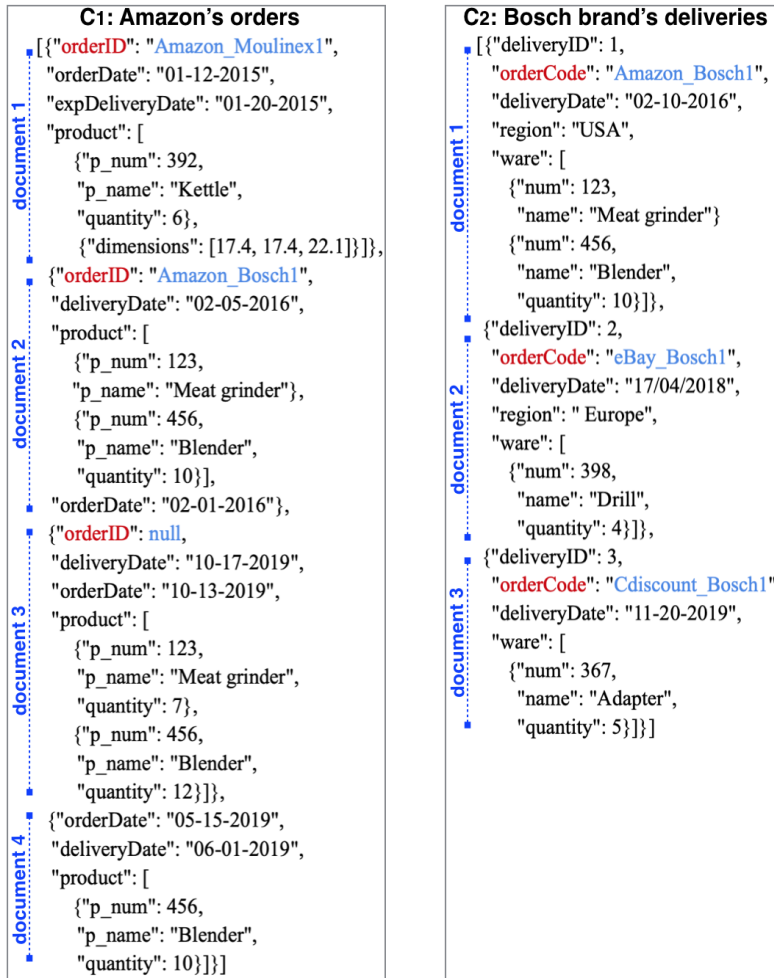 C1: Amazon's orders
[{"orderID": "Amazon_Moulinex1",
"orderDate": "01-12-2015",
"expDeliveryDate": "01-20-2015",
"product": [
{"p_num": 392,
"p_name": "Kettle",
"quantity": 6},
{"dimensions": [17.4, 17.4, 22.1]}]},
document 1
{"orderID": "Amazon_Bosch1",
"deliveryDate": "02-05-2016",
"product": [
{"p_num": 123,
"p_name": "Meat grinder"},
{"p_num": 456,
"p_name": "Blender",
"quantity": 10}],
"orderDate": "02-01-2016"},
document 2
{"orderID": null,
"deliveryDate": "10-17-2019",
"orderDate": "10-13-2019",
"product": [
{"p_num": 123,
"p_name": "Meat grinder",
"quantity": 7},
{"p_num": 456,
"p_name": "Blender",
"quantity": 12}]},
document 3
{"orderDate": "05-15-2019",
"deliveryDate": "06-01-2019",
"product": [
{"p_num": 456,
"p_name": "Blender",
"quantity": 10}]}]
document 4
C2: Bosch brand's deliveries
[{"deliveryID": 1,
"orderCode": "Amazon_Bosch1",
"deliveryDate": "02-10-2016",
"region": "USA",
"ware": [
{"num": 123,
"name": "Meat grinder"}
{"num": 456,
"name": "Blender",
"quantity": 10}]},
document 1
{"deliveryID": 2,
"orderCode": "eBay_Bosch1",
"deliveryDate": "17/04/2018",
"region": " Europe",
"ware": [
{"num": 398,
"name": "Drill",
"quantity": 4}]},
document 2
{"deliveryID": 3,
"orderCode": "Cdiscount_Bosch1"
"deliveryDate": "11-20-2019",
"ware": [
{"num": 367,
"name": "Adapter",
"quantity": 5}]}]
document 3